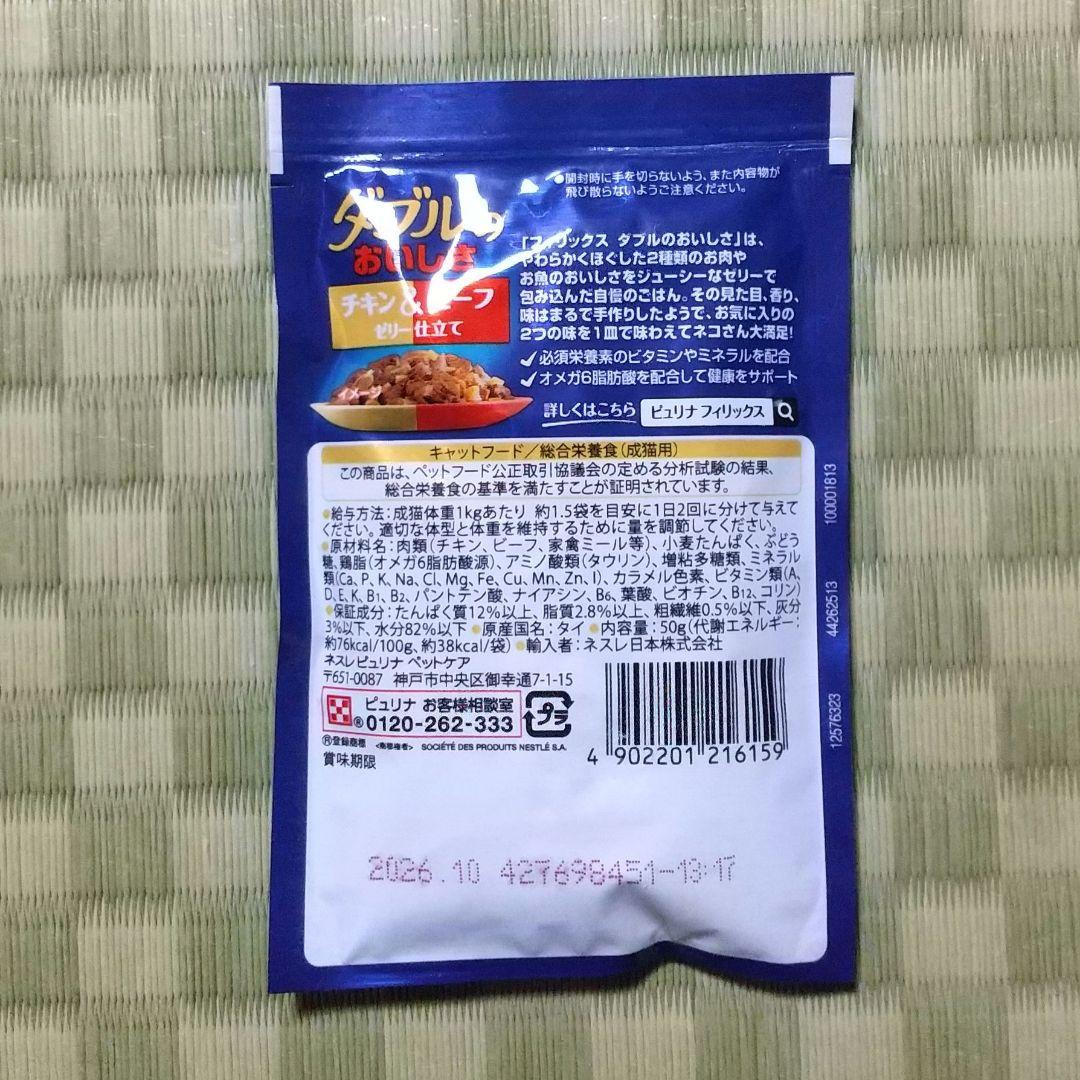 ●開封時に手を切らないよう、また内容物が
飛び散らないようご注意ください。
ダブルの
おいしさ
チキン&ビーフ
ゼリー仕立て
イメージ
「フィリックス ダブルのおいしさ」は、
やわらかくほぐした2種類のお肉や
お魚のおいしさをジューシーなゼリーで
包み込んだ自慢のごはん。その見た目、香り、
味はまるで手作りしたようで、お気に入りの
2つの味を1皿で味わえてネコさん大満足!
✓必須栄養素のビタミンやミネラルを配合
✓オメガ6脂肪酸を配合して健康をサポート
詳しくはこちら ピュリナ フィリックス
キャットフード/総合栄養食(成猫用)
この商品は、ペットフード公正取引協議会の定める分析試験の結果、
総合栄養食の基準を満たすことが証明されています。
●給与方法:成猫体重1kgあたり 約1.5袋を目安に1日2回に分けて与えて
ください。適切な体型と体重を維持するために量を調節してください。
●原材料名:肉類(チキン、ビーフ、家禽ミール等)、小麦たんぱく、ぶどう
糖、鶏脂(オメガ6脂肪酸源)、アミノ酸類(タウリン)、増粘多糖類、ミネラル
類(Ca, P, K, Na, Cl, Mg, Fe, Cu, Mn, Zn, I)、カラメル色素、ビタミン類(A,
D, E, K, B1, B2, パントテン酸、ナイアシン、B6, 葉酸、ビオチン、B12, コリン)
●保証成分:たんぱく質12%以上、脂質2.8%以上、粗繊維0.5%以下、灰分
3%以下、水分82%以下 ●原産国名:タイ ●内容量:50g(代謝エネルギー:
約76kcal/100g、約38kcal/袋) ●輸入者:ネスレ日本株式会社
ネスレピュリナ ペットケア
〒651-0087 神戸市中央区御幸通7-1-15
ピュリナ お客様相談室
® 0120-262-333
プラ
®登録商標 <商標権者> SOCIÉTÉ DES PRODUITS NESTLÉ S.A.
賞味期限
4 902201 216159
2026.10 427698451-13:17
100001813
44262513
12576323